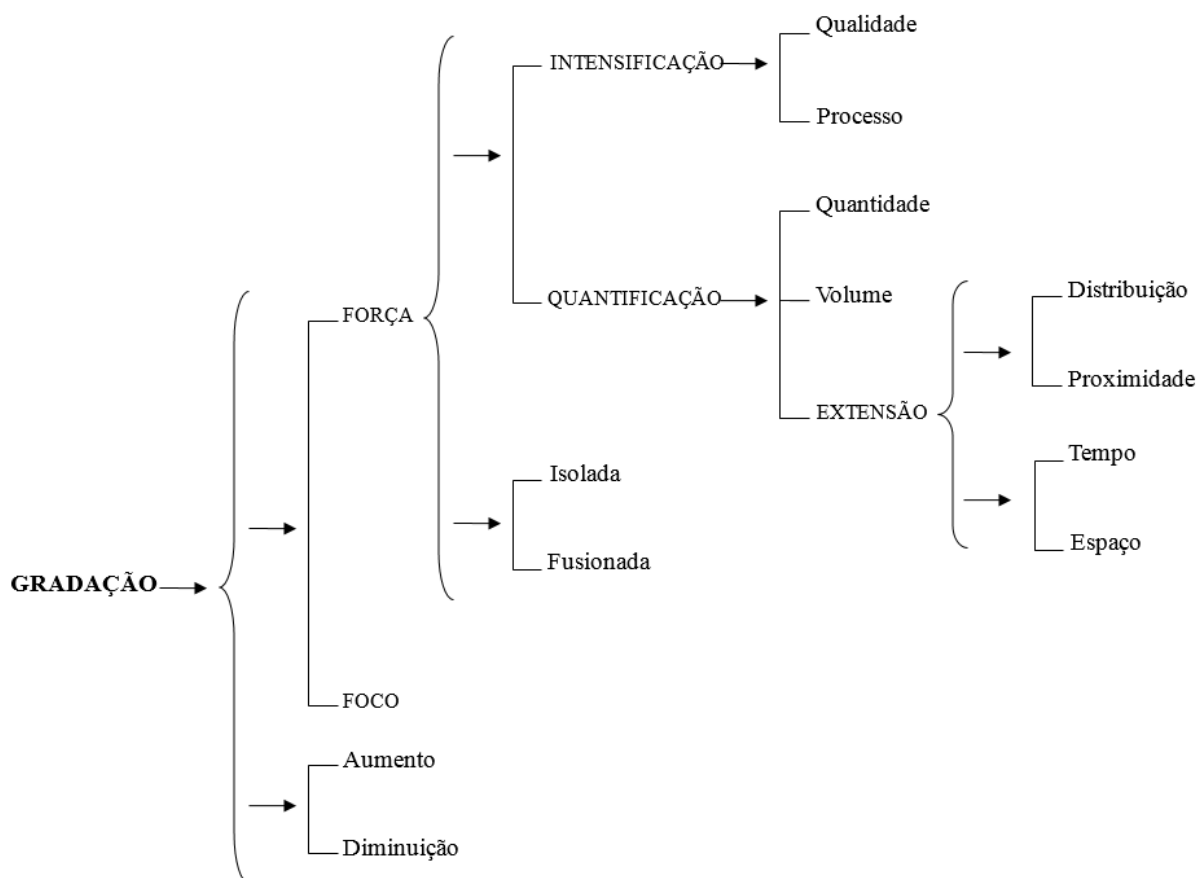 Qualidade
INTENSIFICAÇÃO
Processo
Quantidade
QUANTIFICAÇÃO
Volume
Distribuição
FORÇA
Proximidade
EXTENSÃO
Tempo
Isolada
Espaço
Fusionada
GRADAÇÃO
FOCO
Aumento
Diminuição